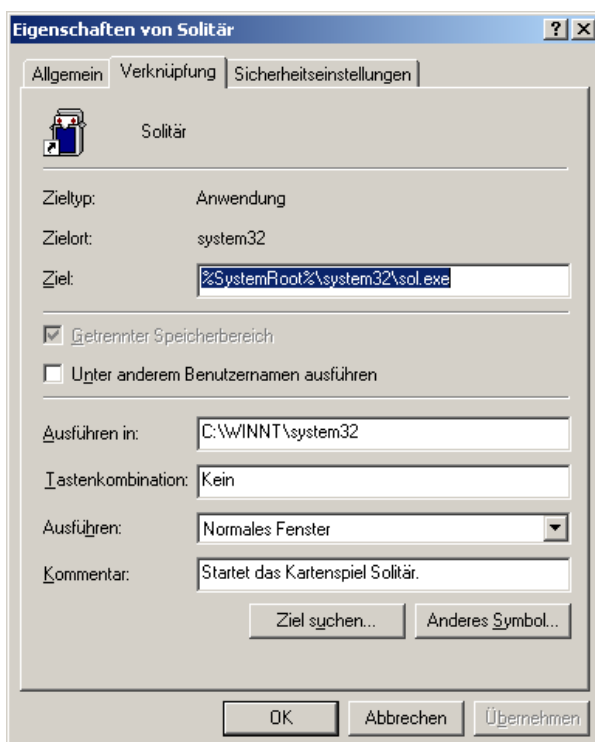 Eigenschaften von Solitär
Allgemein Verknüpfung Sicherheitseinstellungen
Solitär
Zieltyp: Anwendung
Zielort: system32
Ziel: %SystemRoot%\system32\sol.exe
Getrennter Speicherbereich
Unter anderem Benutzernamen ausführen
Ausführen in: C:\WINNT\system32
Tastenkombination: Kein
Ausführen: Normales Fenster
Kommentar: Startet das Kartenspiel Solitär.
Ziel suchen... Anderes Symbol...
OK Abbrechen Übernehmen